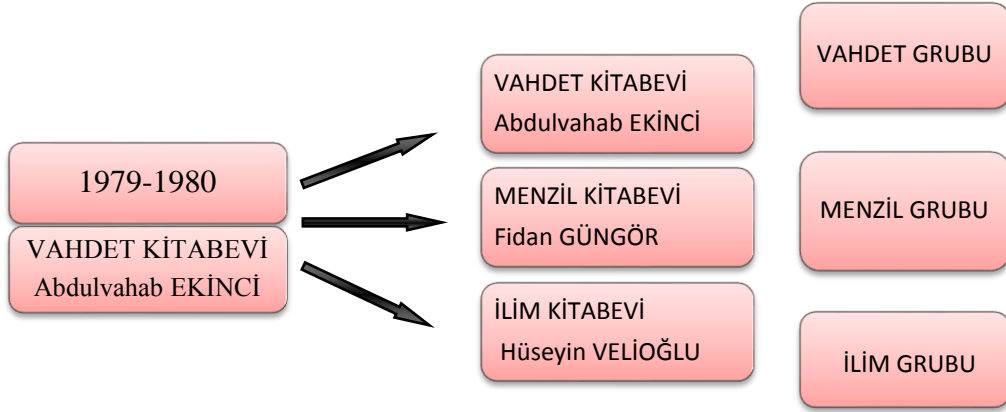 1979-1980
VAHDET KİTABEVİ
Abdulvahab EKİNCİ
VAHDET KİTABEVİ
Abdulvahab EKİNCİ
MENZİL KİTABEVİ
Fidan GÜNGÖR
İLİM KİTABEVİ
Hüseyin VELİOĞLU
VAHDET GRUBU
MENZİL GRUBU
İLİM GRUBU